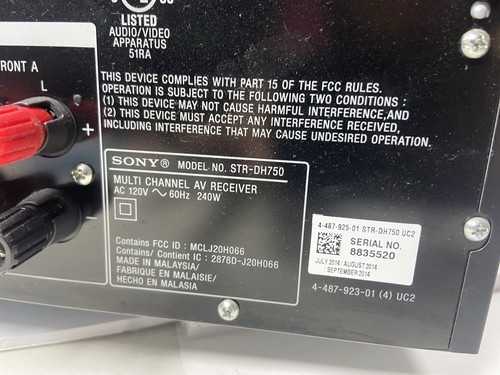 LISTED
AUDIO/VIDEO
APPARATUS
51RA
FRONT A
L
+
-
THIS DEVICE COMPLIES WITH PART 15 OF THE FCC RULES.
OPERATION IS SUBJECT TO THE FOLLOWING TWO CONDITIONS :
(1) THIS DEVICE MAY NOT CAUSE HARMFUL INTERFERENCE,AND
(2) THIS DEVICE MUST ACCEPT ANY INTERFERENCE RECEIVED,
INCLUDING INTERFERENCE THAT MAY CAUSE UNDESIRED OPERATION.
SONY® MODEL NO. STR-DH750
MULTI CHANNEL AV RECEIVER
AC 120V ~ 60Hz 240W
Contains FCC ID : MCLJ20H066
Contains/ Contient IC : 2878D-J20H066
MADE IN MALAYSIA/
FABRIQUE EN MALAISIE/
HECHO EN MALASIA
4-487-925-01 STR-DH750 UC2
SERIAL NO.
8835520
JULY 2014 / AUGUST 2014
/ SEPTEMBER 2014
4-487-923-01 (4) UC2